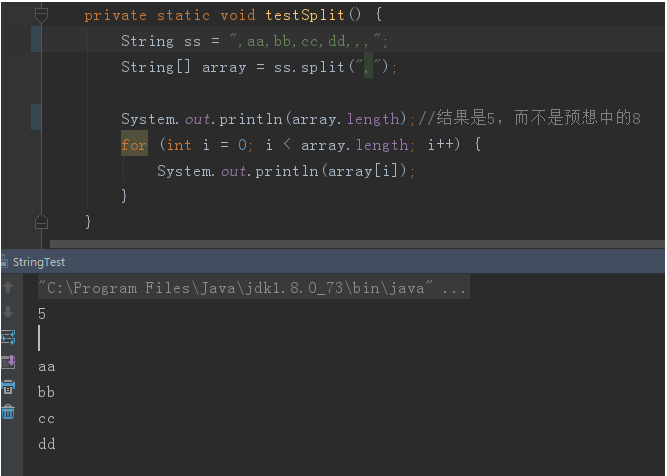 private static void testSplit() {
String ss = ",aa,bb,cc,dd,,,";
String[] array = ss.split(",");
System.out.println(array.length);//结果是5，而不是预想中的8
for (int i = 0; i < array.length; i++) {
System.out.println(array[i]);
}
}
StringTest
"C:\Program Files\Java\jdk1.8.0_73\bin\java" ...
5
aa
bb
cc
dd